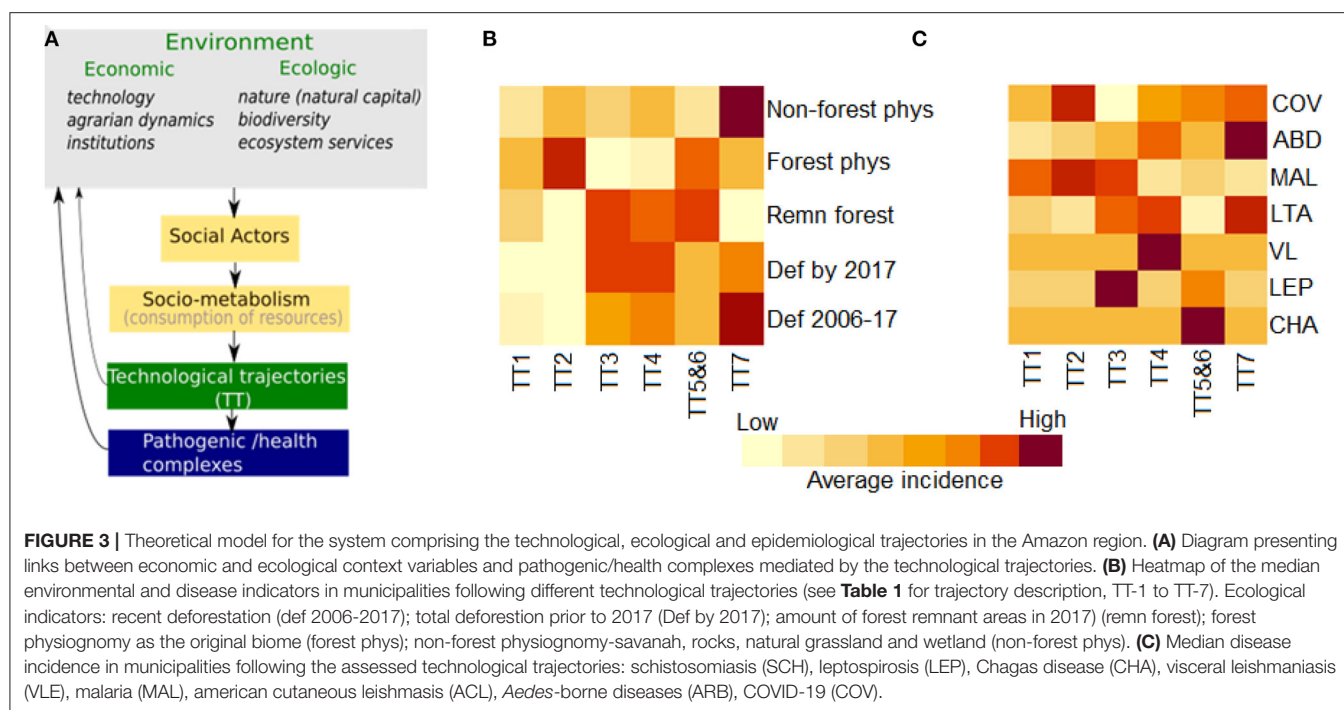 A
Environment
Economic
technology
agrarian dynamics
institutions
Ecologic
nature (natural capital)
biodiversity
ecosystem services
Social Actors
Socio-metabolism
(consumption of resources)
Technological trajectories
(TT)
Pathogenic /health
complexes
B
Non-forest phys
Forest phys
Remn forest
Def by 2017
Def 2006-17
TT1
TT2
TT3
TT4
TT5&6
TT7
C
COV
ABD
MAL
LTA
VL
LEP
CHA
TT1
TT2
TT3
TT4
TT5&6
TT7
Low
High
Average incidence
FIGURE 3 | Theoretical model for the system comprising the technological, ecological and epidemiological trajectories in the Amazon region. (A) Diagram presenting
links between economic and ecological context variables and pathogenic/health complexes mediated by the technological trajectories. (B) Heatmap of the median
environmental and disease indicators in municipalities following different technological trajectories (see Table 1 for trajectory description, TT-1 to TT-7). Ecological
indicators: recent deforestation (def 2006-2017); total deforestion prior to 2017 (Def by 2017); amount of forest remnant areas in 2017) (remn forest); forest
physiognomy as the original biome (forest phys); non-forest physiognomy-savanah, rocks, natural grassland and wetland (non-forest phys). (C) Median disease
incidence in municipalities following the assessed technological trajectories: schistosomiasis (SCH), leptospirosis (LEP), Chagas disease (CHA), visceral leishmaniasis
(VLE), malaria (MAL), american cutaneous leishmasis (ACL), Aedes-borne diseases (ARB), COVID-19 (COV).